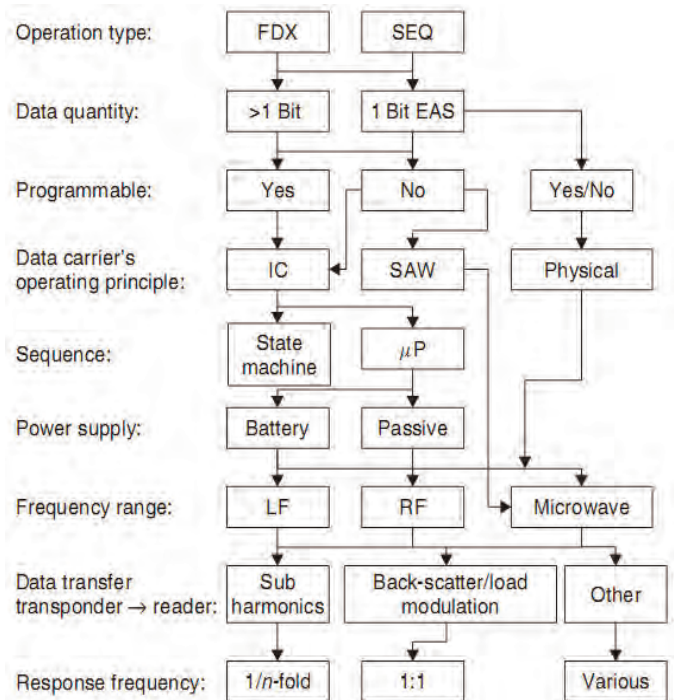 Operation type: FDX SEQ
Data quantity: >1 Bit 1 Bit EAS
Programmable: Yes No Yes/No
Data carrier's
operating principle: IC SAW Physical
Sequence: State
machine μP
Power supply: Battery Passive
Frequency range: LF RF Microwave
Data transfer
transponder → reader: Sub
harmonics Back-scatter/load
modulation Other
Response frequency: 1/n-fold 1:1 Various